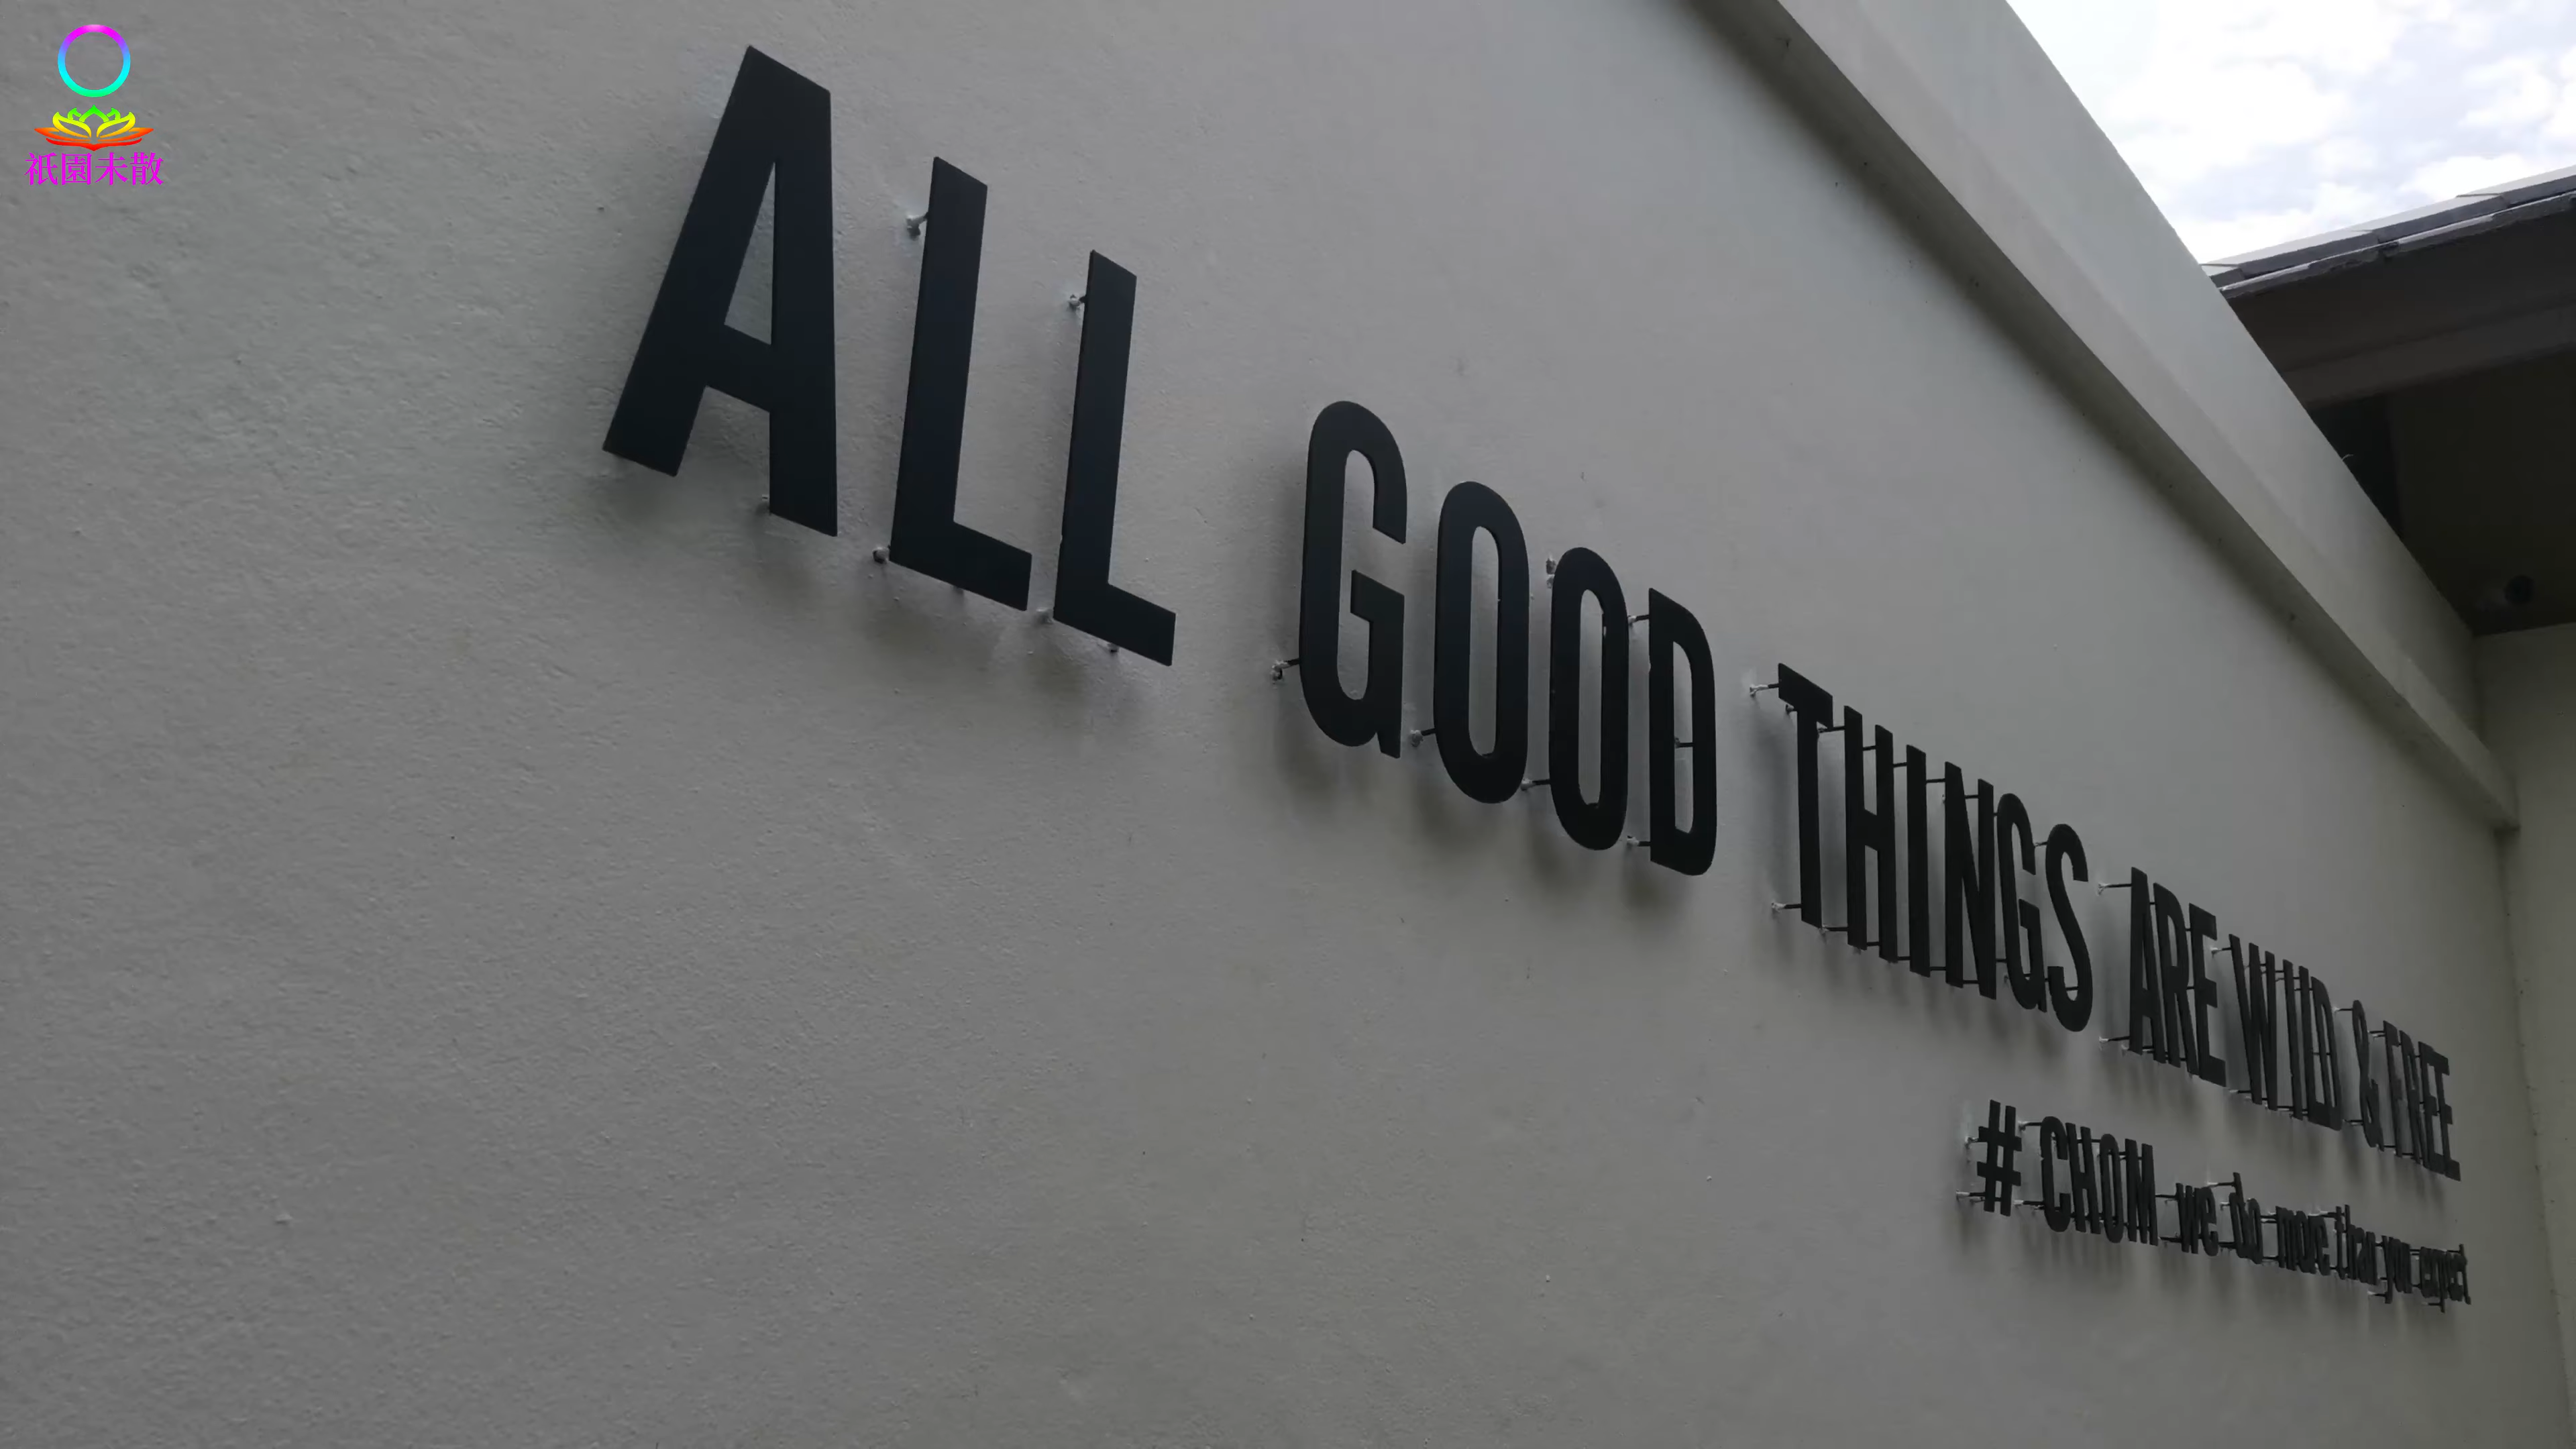 祇園未散
ALL GOOD THINGS ARE WILD & FREE
# CHOM we do more than you expect